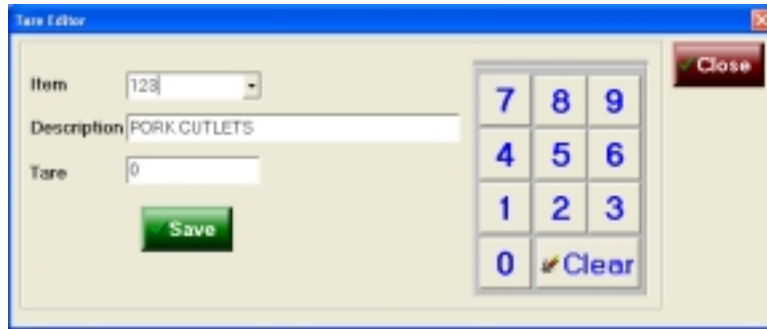 Tare Editor
Close
Item 123
Description PORK CUTLETS
Tare 0
Save
7 8 9
4 5 6
1 2 3
0 Clear